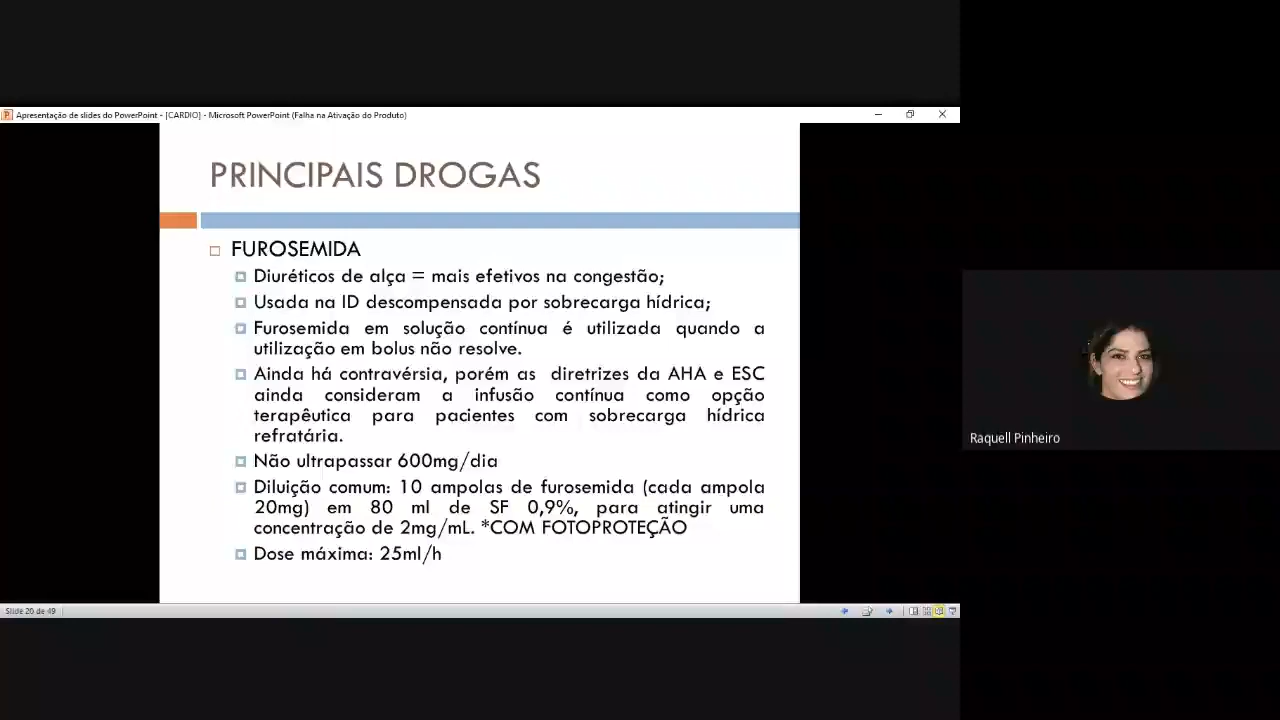 Apresentação de slides do PowerPoint - [CARDIO] - Microsoft PowerPoint (Falha na Ativação do Produto)
PRINCIPAIS DROGAS
FUROSEMIDA
Diuréticos de alça = mais efetivos na congestão;
Usada na ID descompensada por sobrecarga hídrica;
Furosemida em solução contínua é utilizada quando a
utilização em bolus não resolve.
Ainda há contravérsia, porém as diretrizes da AHA e ESC
ainda consideram a infusão contínua como opção
terapêutica para pacientes com sobrecarga hídrica
refratária.
Não ultrapassar 600mg/dia
Diluição comum: 10 ampolas de furosemida (cada ampola
20mg) em 80 ml de SF 0,9%, para atingir uma
concentração de 2mg/mL. *COM FOTOPROTEÇÃO
Dose máxima: 25ml/h
Raquell Pinheiro
Slide 20 de 49